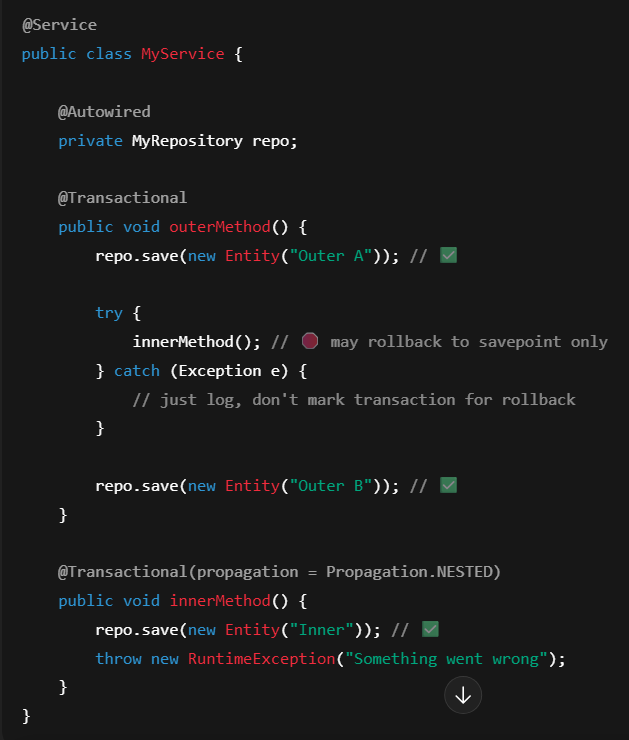 @Service
public class MyService {
@Autowired
private MyRepository repo;
@Transactional
public void outerMethod() {
repo.save(new Entity("Outer A")); // ✅
try {
innerMethod(); // 🛑 may rollback to savepoint only
} catch (Exception e) {
// just log, don't mark transaction for rollback
}
repo.save(new Entity("Outer B")); // ✅
}
@Transactional(propagation = Propagation.NESTED)
public void innerMethod() {
repo.save(new Entity("Inner")); // ✅
throw new RuntimeException("Something went wrong");
}
}